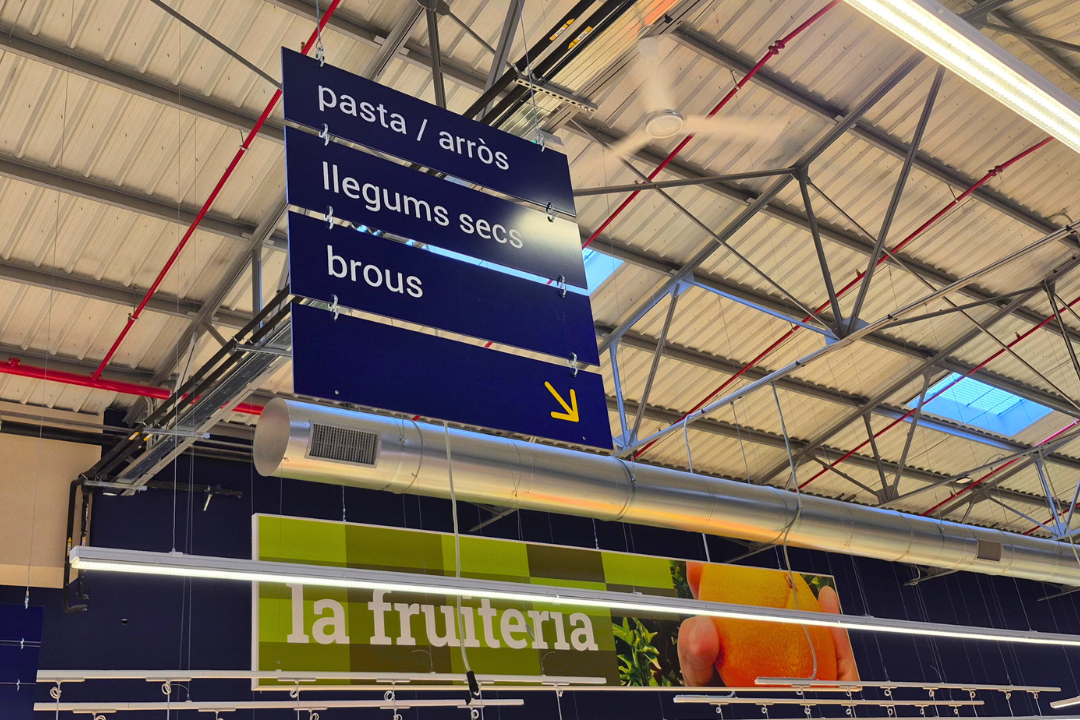 pasta / arròs
llegums secs
brous
la fruiteria